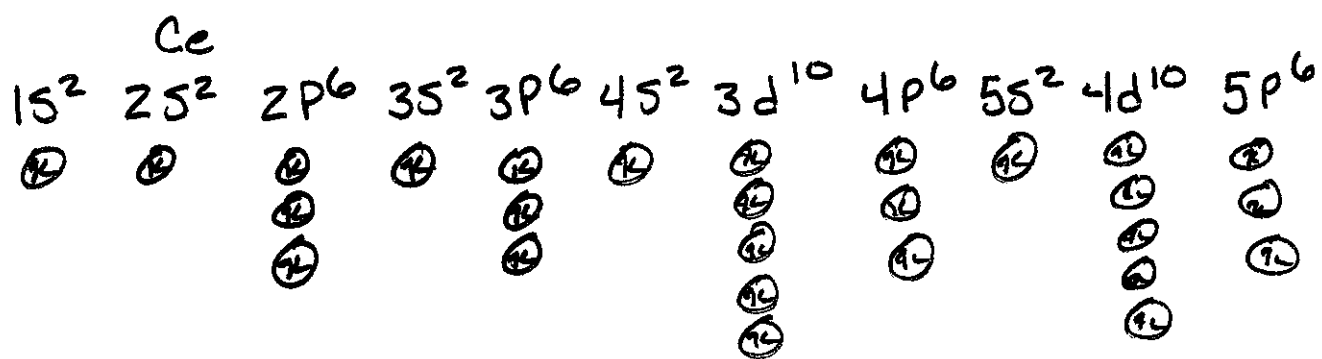 Ce
1s² 2s² 2p⁶ 3s² 3p⁶ 4s² 3d¹⁰ 4p⁶ 5s² 4d¹⁰ 5p⁶